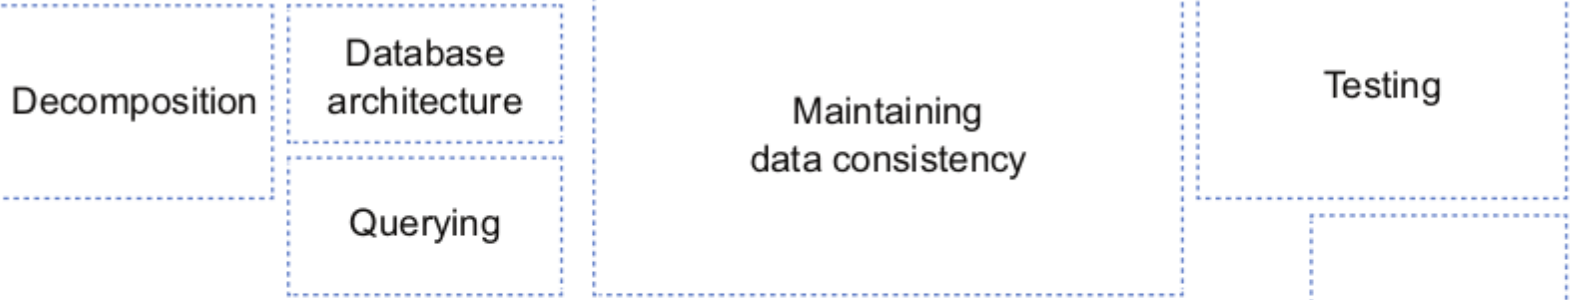 Decomposition
Database
architecture
Querying
Maintaining
data consistency
Testing